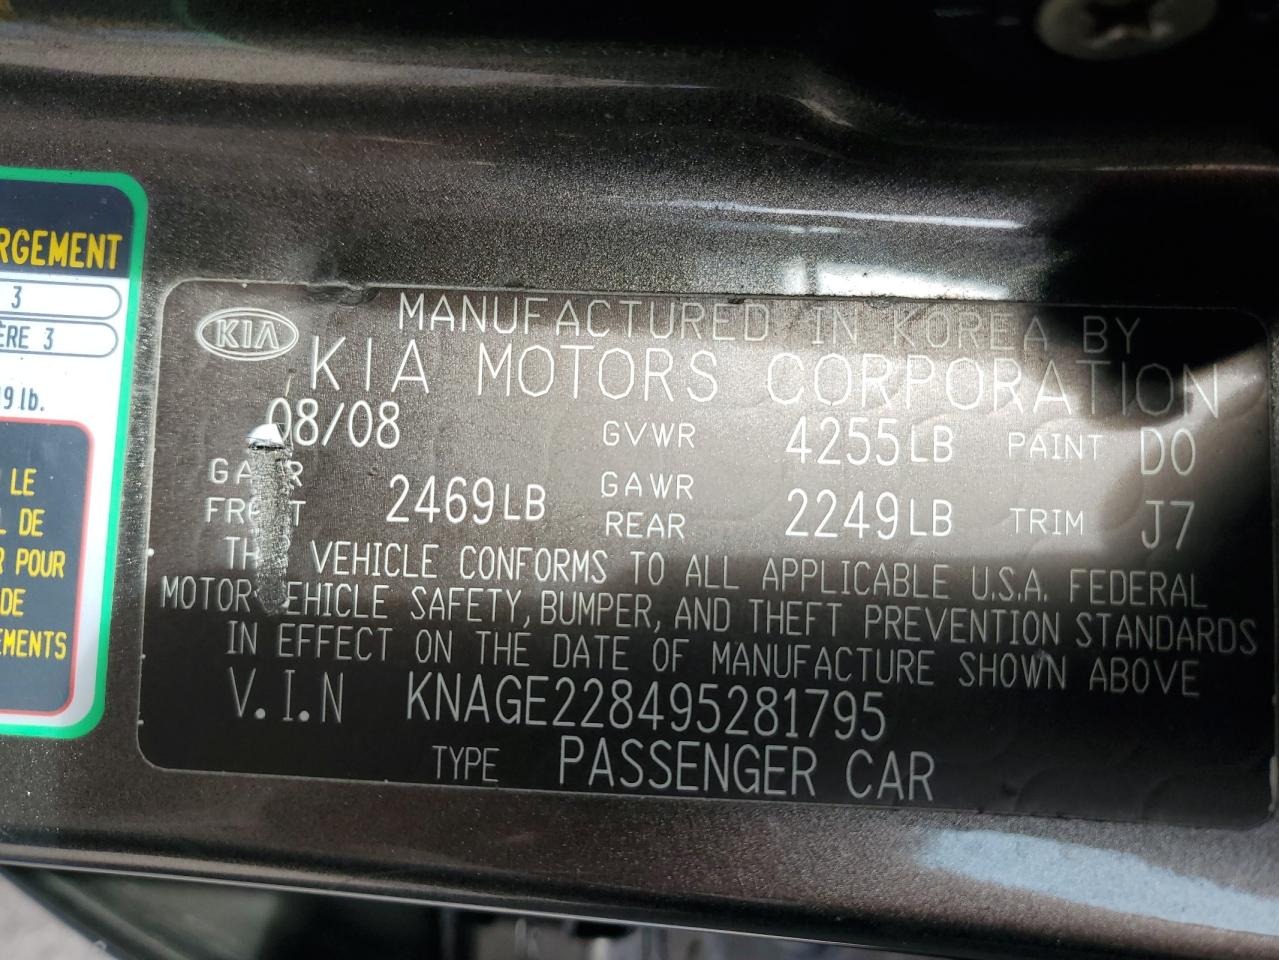 RGEMENT
3
ÈRE 3
9 lb.
LE
L DE
R POUR
DE
EMENTS
KIA
MANUFACTURED IN KOREA BY
KIA MOTORS CORPORATION
08/08 GVWR 4255LB PAINT D0
GAWR FRONT 2469LB GAWR REAR 2249LB TRIM J7
VEHICLE CONFORMS TO ALL APPLICABLE U.S.A. FEDERAL
MOTOR VEHICLE SAFETY, BUMPER, AND THEFT PREVENTION STANDARDS
IN EFFECT ON THE DATE OF MANUFACTURE SHOWN ABOVE
V.I.N KNAGE228495281795
TYPE PASSENGER CAR